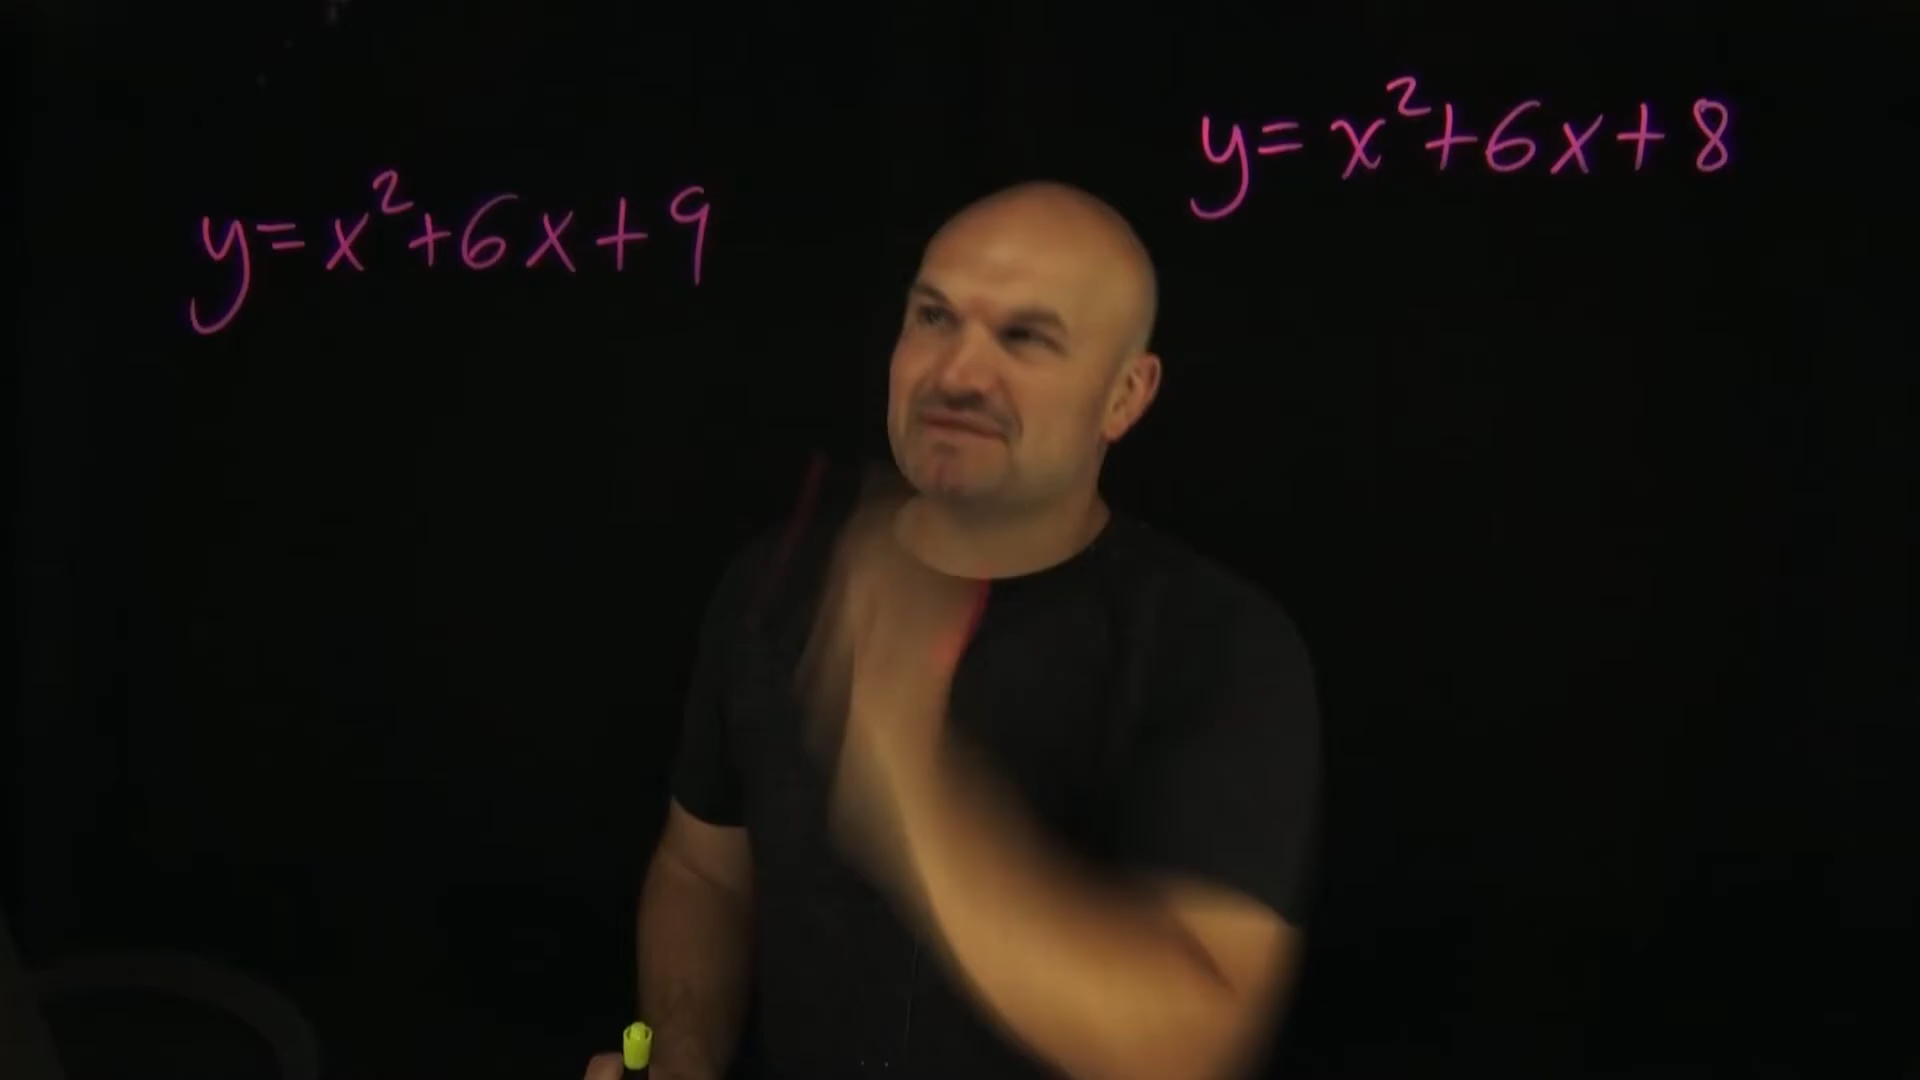 y = x² + 6x + 9
y = x² + 6x + 8